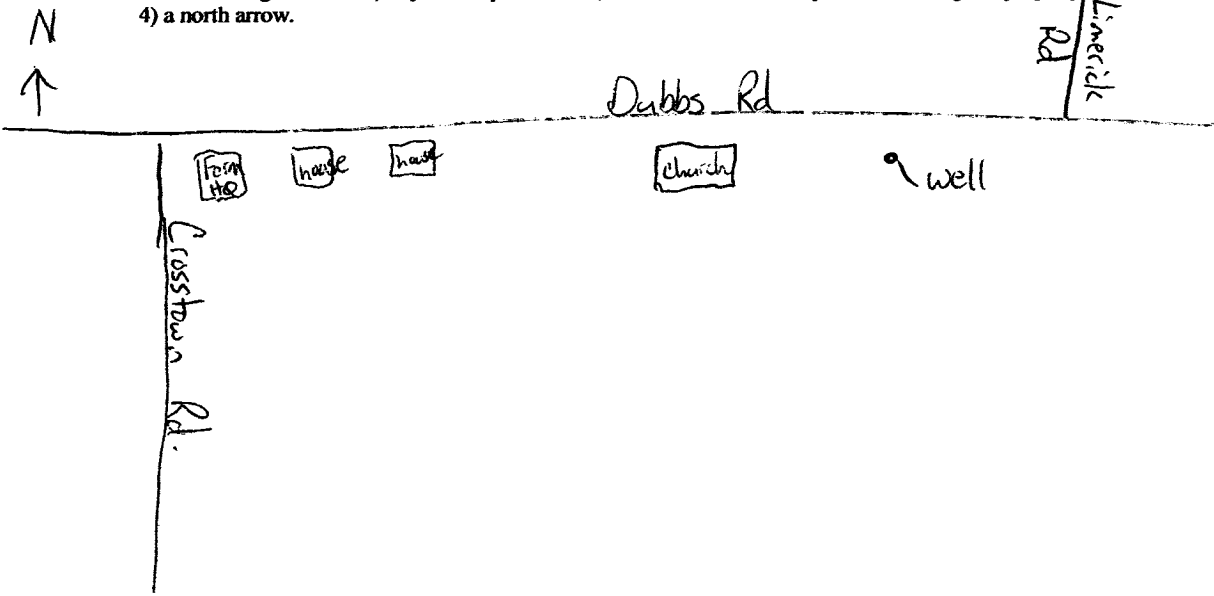 4) a north arrow.
N
Limerick
Rd
Dubbs Rd
Farm
HQ
house
house
church
well
Crosstown Rd.